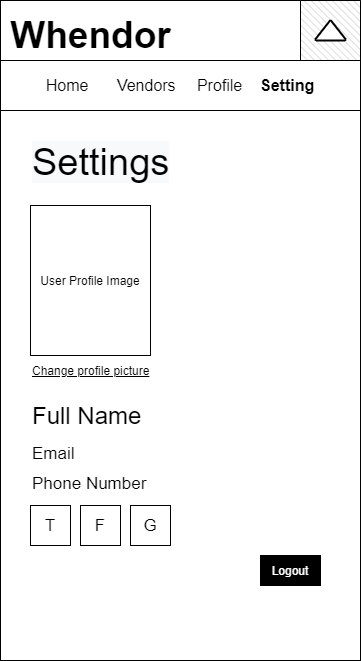 Whendor
Home Vendors Profile Setting
Settings
User Profile Image
Change profile picture
Full Name
Email
Phone Number
T F G
Logout